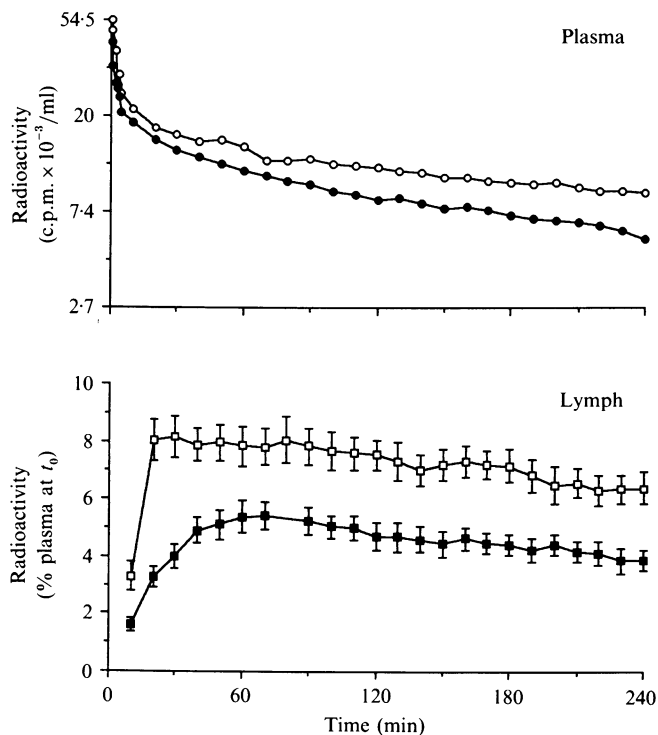 54·5
20
7·4
2·7
Radioactivity
(c.p.m. × 10⁻³/ml)
Plasma
10
8
6
4
2
0
Radioactivity
(% plasma at t₀)
Lymph
0
60
120
180
240
Time (min)